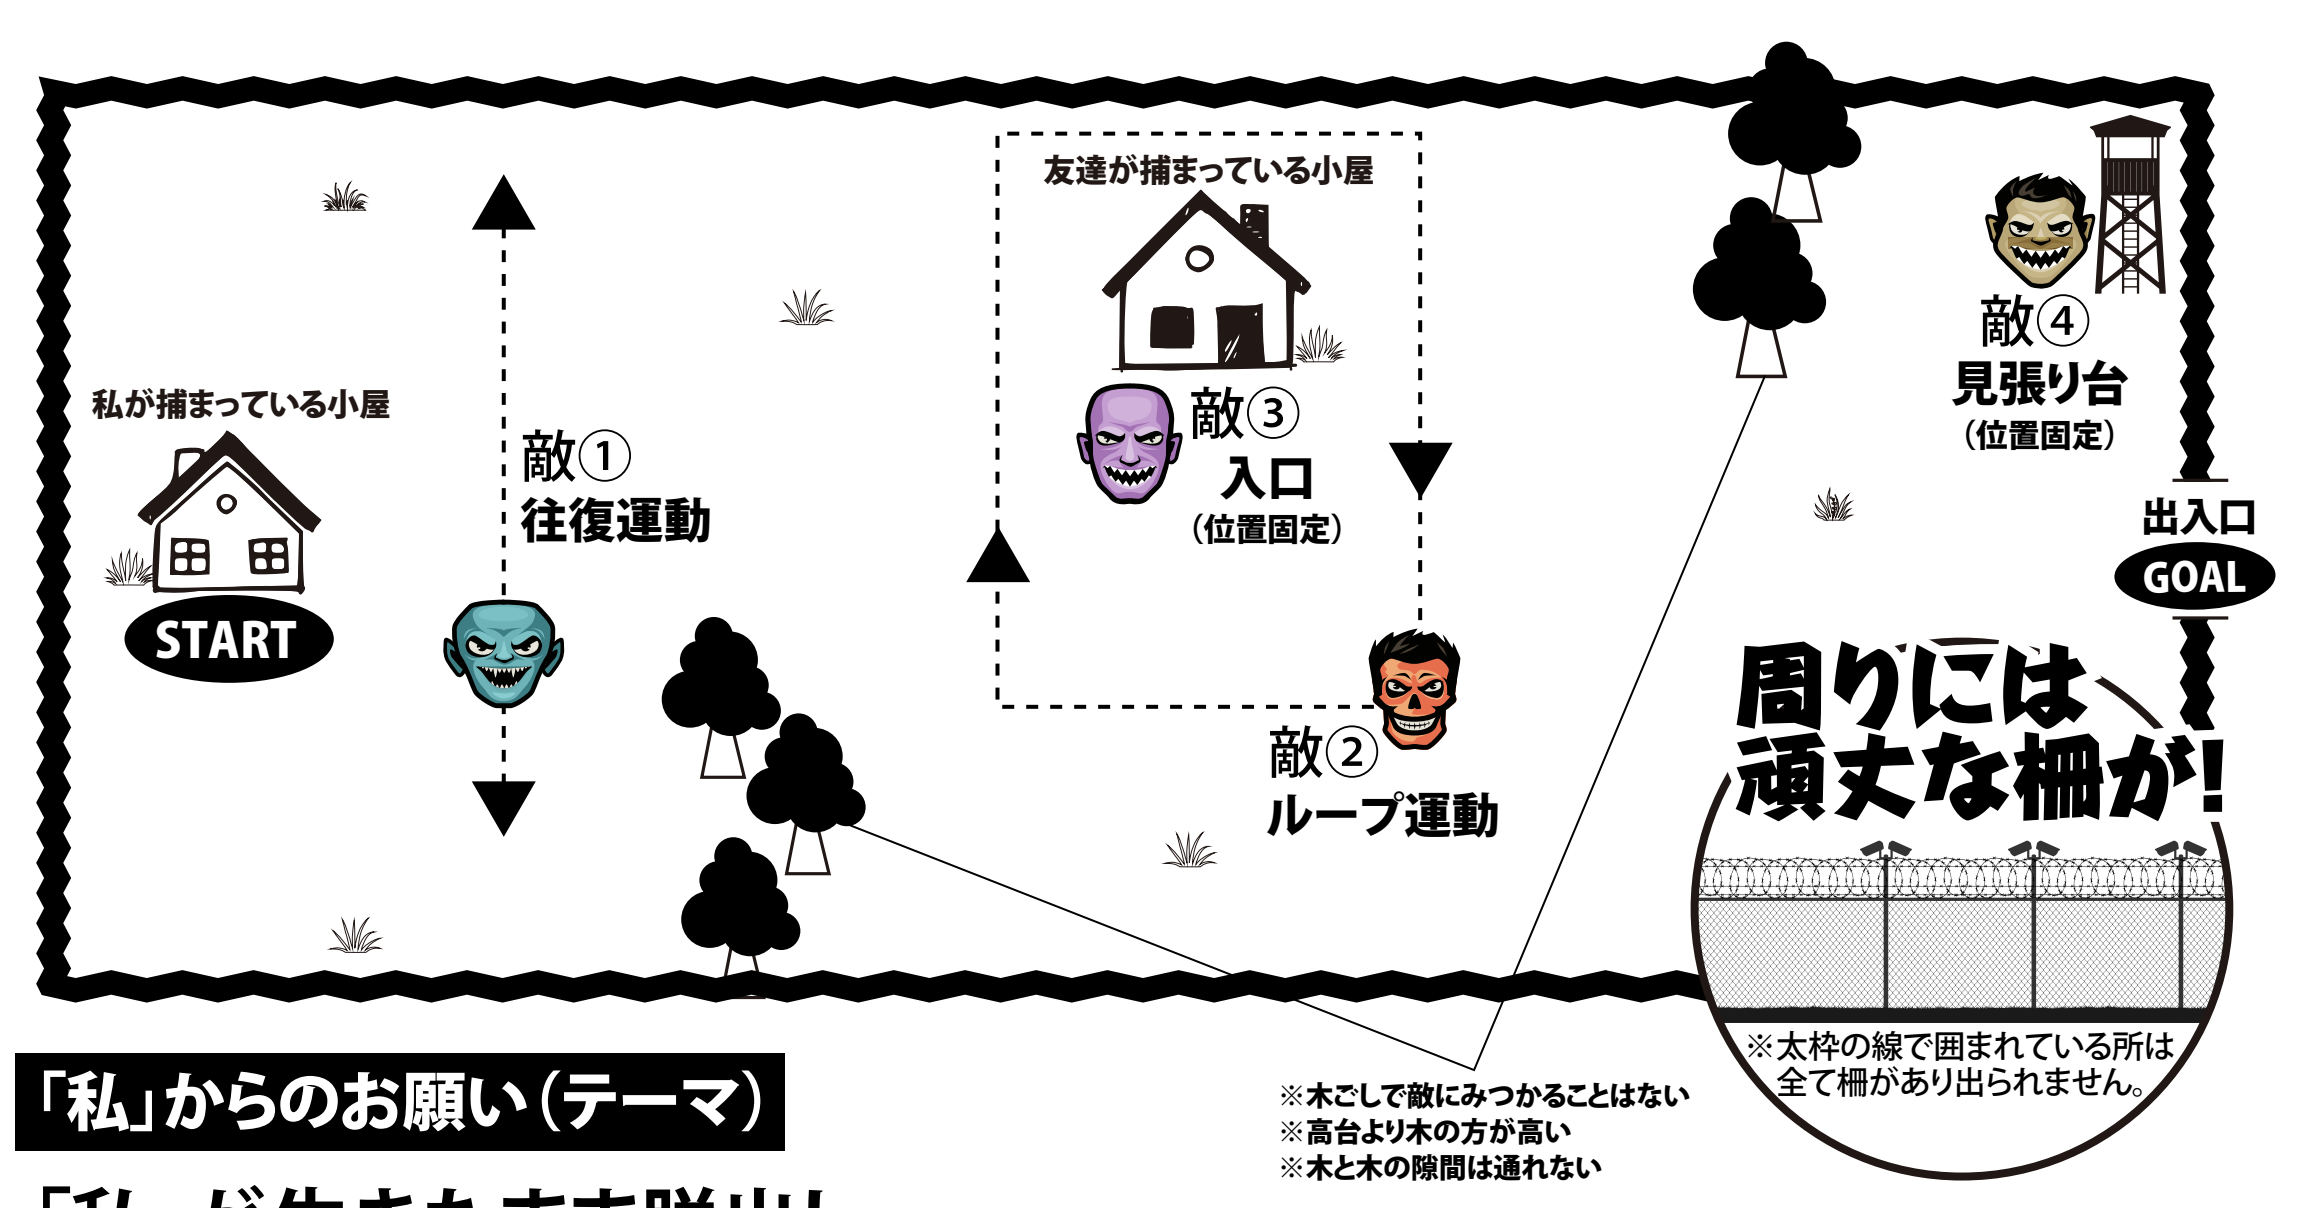 友達が捕まっている小屋
敵④
見張り台
（位置固定）
私が捕まっている小屋
START
敵①
往復運動
敵③
入口
（位置固定）
出入口
GOAL
敵②
ループ運動
周りには
頑丈な柵が!
※太枠の線で囲まれている所は
全て柵があり出られません。
「私」からのお願い（テーマ）
※木ごしで敵にみつかることはない
※高台より木の方が高い
※木と木の隙間は通れない